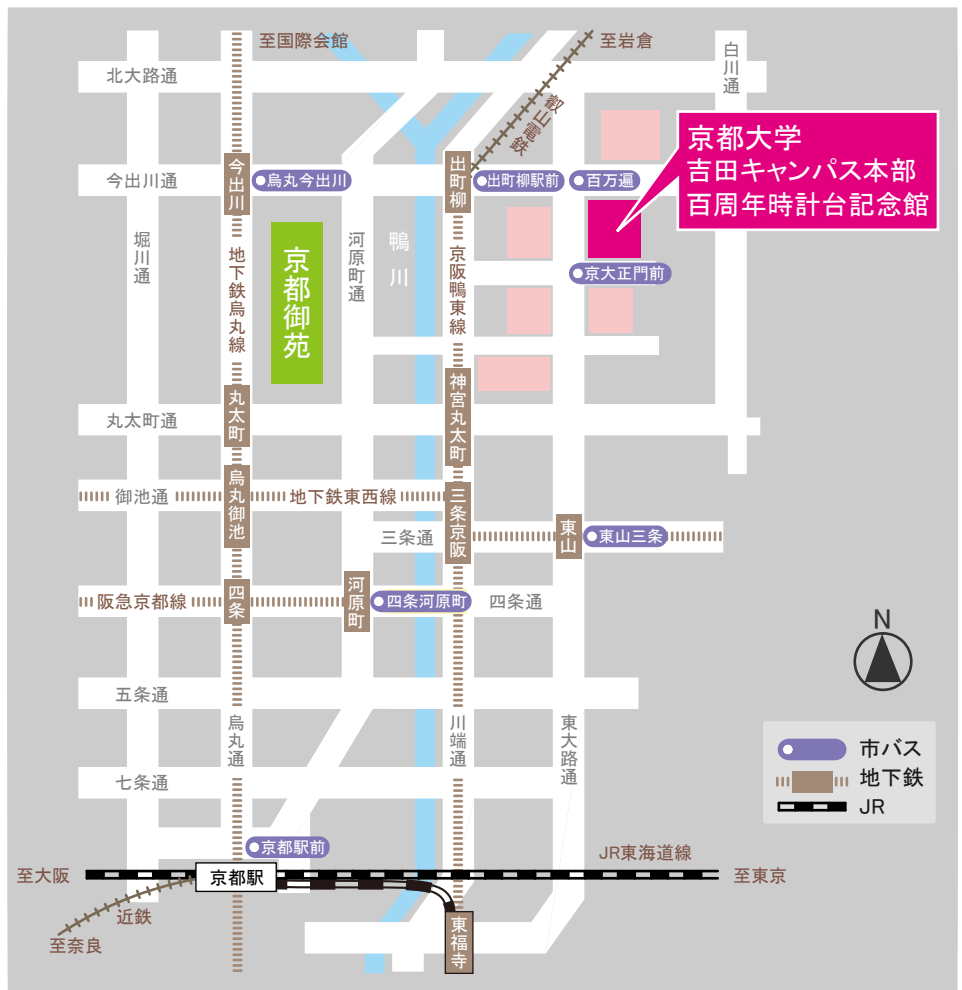 至国際会館
至岩倉
白川通
北大路通
叡山電鉄
京都大学
吉田キャンパス本部
百周年時計台記念館
今出川通
今出川
烏丸今出川
出町柳
出町柳駅前
百万遍
堀川通
地下鉄烏丸線
京都御苑
河原町通
鴨川
京阪鴨東線
京大正門前
丸太町
神宮丸太町
丸太町通
御池通
烏丸御池
地下鉄東西線
三条京阪
三条通
東山
東山三条
阪急京都線
四条
河原町
四条河原町
四条通
N
五条通
烏丸通
川端通
東大路通
市バス
地下鉄
JR
七条通
京都駅前
JR東海道線
至大阪
京都駅
至東京
近鉄
至奈良
東福寺